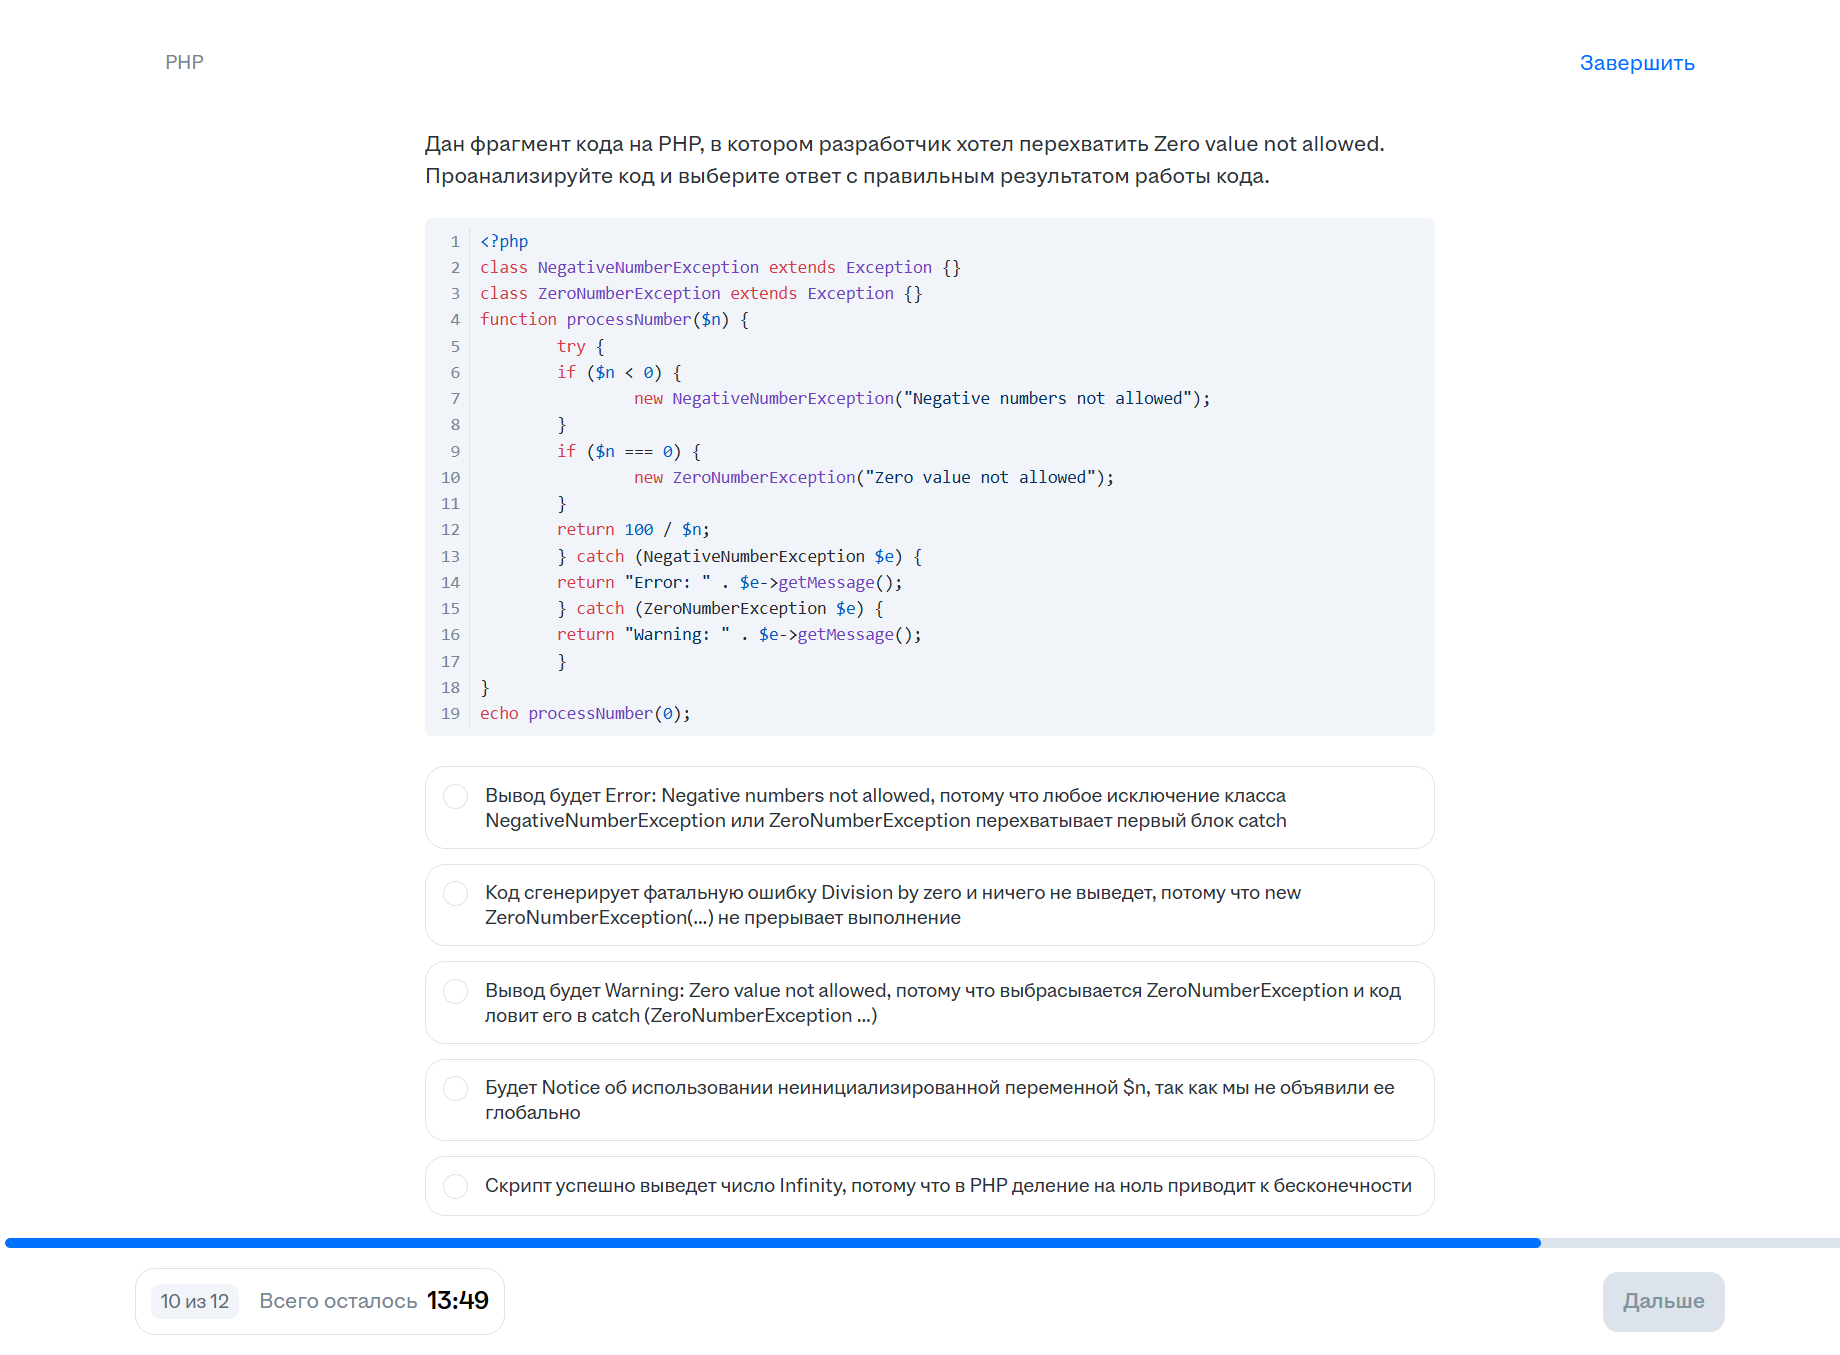 PHP
Завершить
Дан фрагмент кода на PHP, в котором разработчик хотел перехватить Zero value not allowed.
Проанализируйте код и выберите ответ с правильным результатом работы кода.
1 <?php
2 class NegativeNumberException extends Exception {}
3 class ZeroNumberException extends Exception {}
4 function processNumber($n) {
5 try {
6 if ($n < 0) {
7 new NegativeNumberException("Negative numbers not allowed");
8 }
9 if ($n === 0) {
10 new ZeroNumberException("Zero value not allowed");
11 }
12 return 100 / $n;
13 } catch (NegativeNumberException $e) {
14 return "Error: " . $e->getMessage();
15 } catch (ZeroNumberException $e) {
16 return "Warning: " . $e->getMessage();
17 }
18 }
19 echo processNumber(0);
Вывод будет Error: Negative numbers not allowed, потому что любое исключение класса
NegativeNumberException или ZeroNumberException перехватывает первый блок catch
Код сгенерирует фатальную ошибку Division by zero и ничего не выведет, потому что new
ZeroNumberException(...) не прерывает выполнение
Вывод будет Warning: Zero value not allowed, потому что выбрасывается ZeroNumberException и код
ловит его в catch (ZeroNumberException ...)
Будет Notice об использовании неинициализированной переменной $n, так как мы не объявили ее
глобально
Скрипт успешно выведет число Infinity, потому что в PHP деление на ноль приводит к бесконечности
10 из 12 Всего осталось 13:49
Дальше